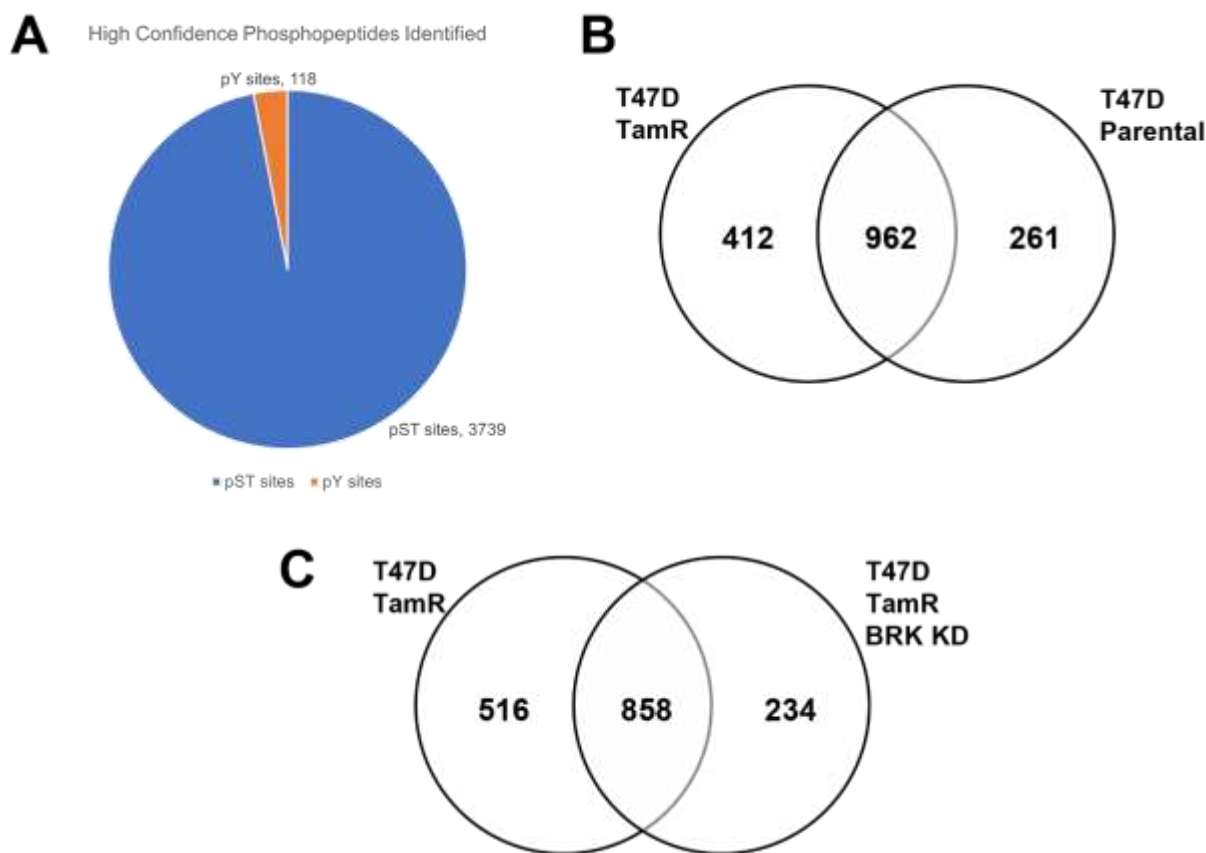 A
High Confidence Phosphopeptides Identified
pY sites, 118
pST sites, 3739
pST sites pY sites
B
T47D
TamR
T47D
Parental
412 962 261
C
T47D
TamR
T47D
TamR
BRK KD
516 858 234